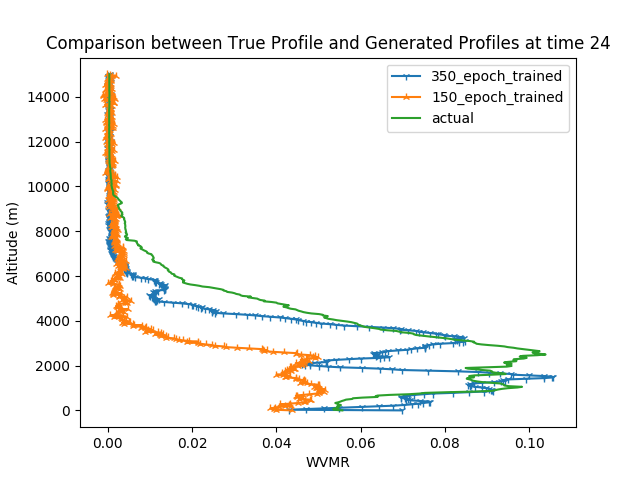 Comparison between True Profile and Generated Profiles at time 24
350_epoch_trained
150_epoch_trained
actual
Altitude (m)
14000
12000
10000
8000
6000
4000
2000
0
0.00 0.02 0.04 0.06 0.08 0.10
WVMR